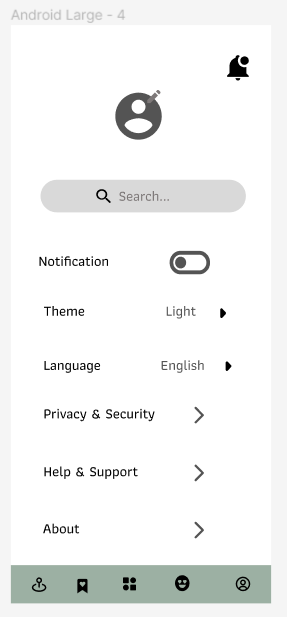 Android Large - 4
Search...
Notification
Theme Light
Language English
Privacy & Security
Help & Support
About